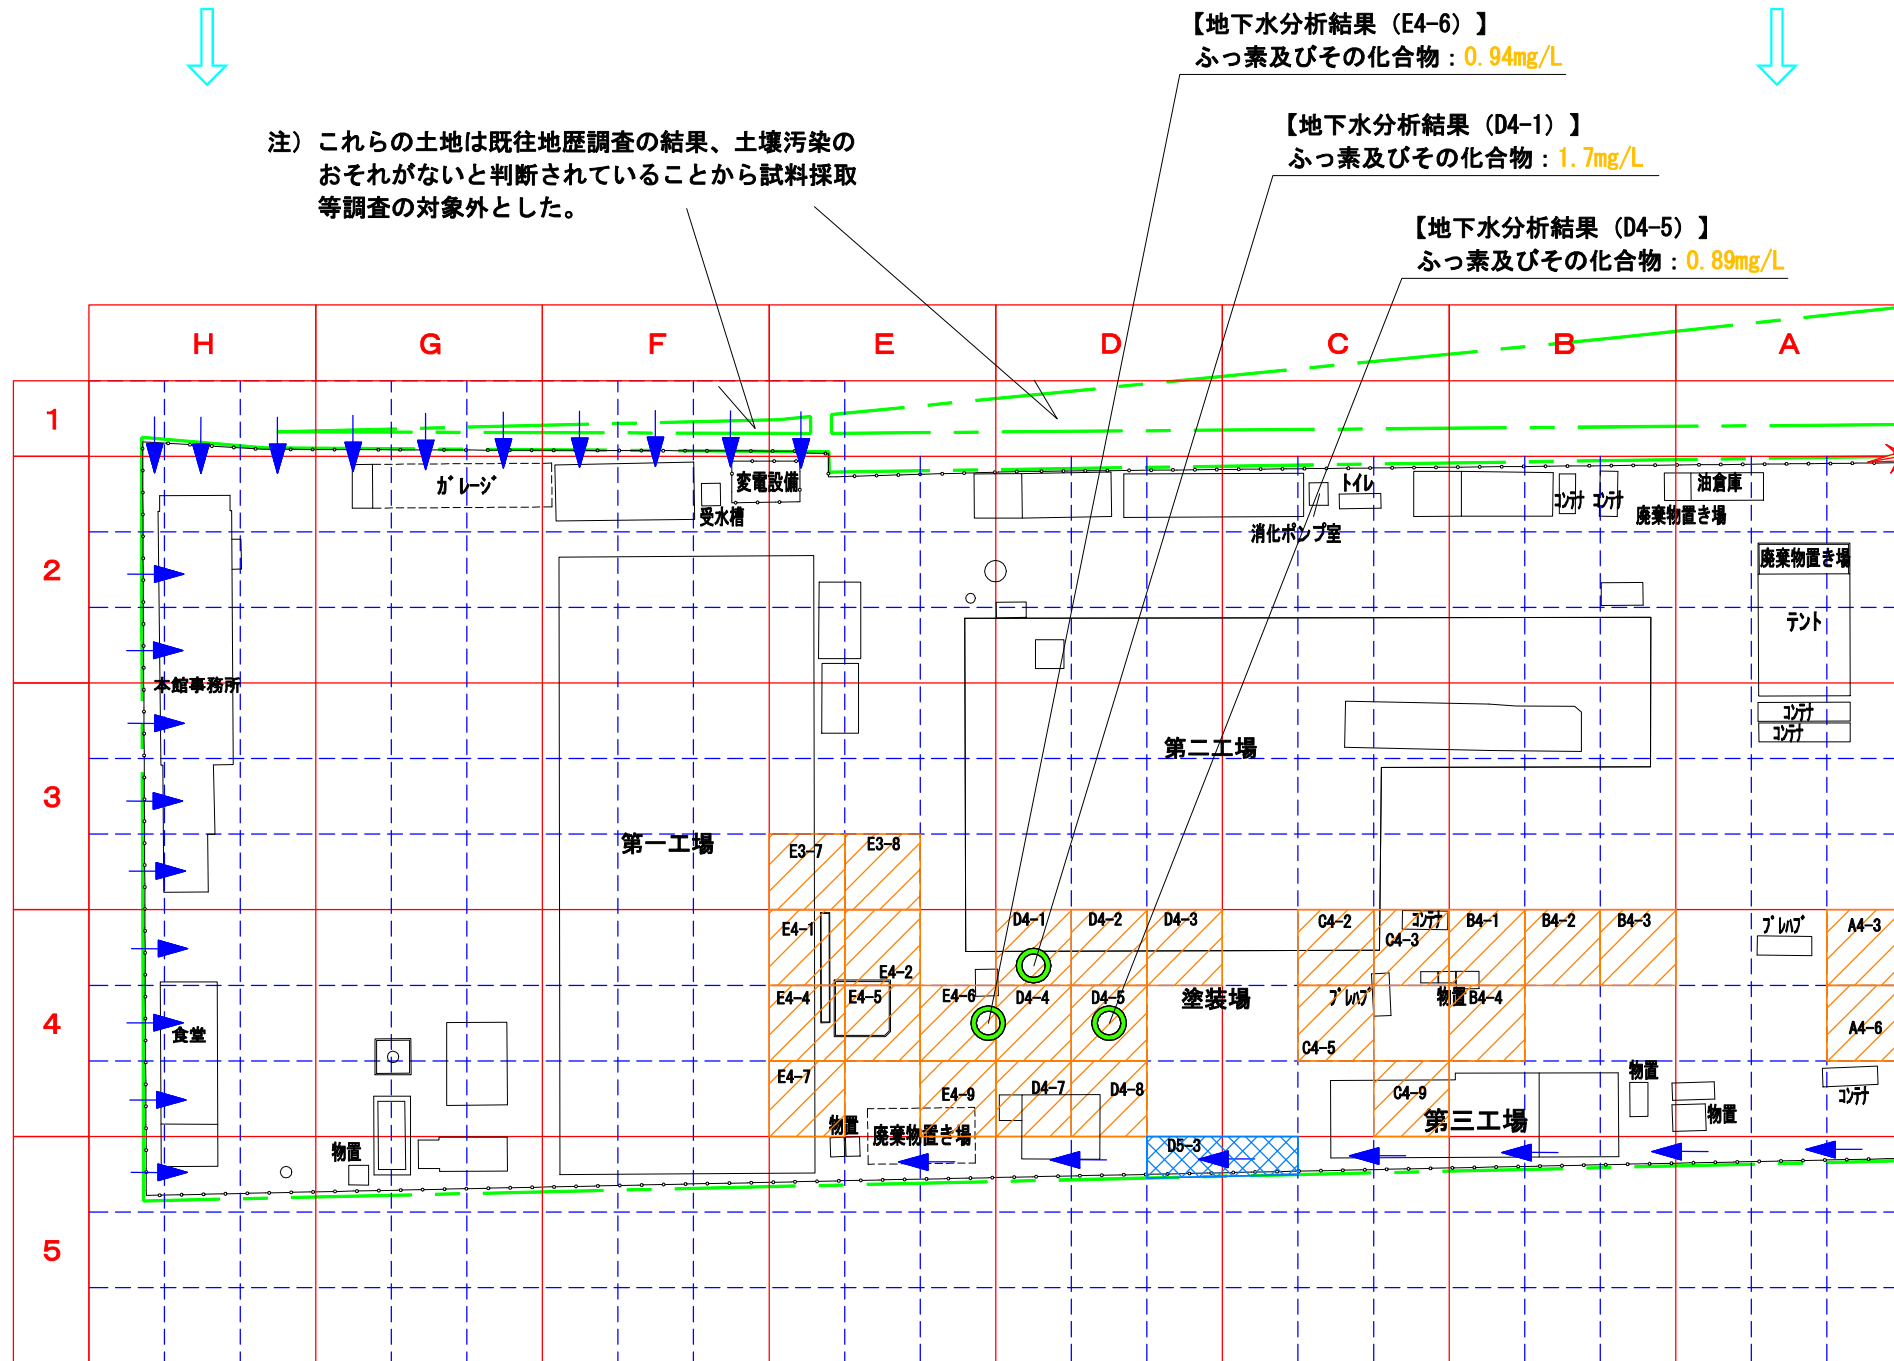 【地下水分析結果（E4-6）】
ふっ素及びその化合物：0.94mg/L
【地下水分析結果（D4-1）】
ふっ素及びその化合物：1.7mg/L
注）これらの土地は既往地歴調査の結果、土壌汚染の
おそれがないと判断されていることから試料採取
等調査の対象外とした。
【地下水分析結果（D4-5）】
ふっ素及びその化合物：0.89mg/L
H G F E D C B A
1
ｶﾞﾚｰｼﾞ
変電設備
受水槽
トイレ
消化ポンプ室
ｺﾝﾃﾅ
ｺﾝﾃﾅ
油倉庫
廃棄物置き場
2
廃棄物置き場
テント
本館事務所
ｺﾝﾃﾅ
ｺﾝﾃﾅ
第二工場
3
第一工場
E3-7 E3-8
E4-1 D4-1 D4-2 D4-3 C4-2 ｺﾝﾃﾅ B4-1 B4-2 B4-3 ﾌﾟﾚﾊﾌﾞ A4-3
C4-3
E4-2
E4-4 E4-5 E4-6 D4-4 D4-5 塗装場 ﾌﾟﾚﾊﾌﾞ 物置 B4-4
4
食堂
C4-5
A4-6
E4-7 E4-9 D4-7 D4-8 C4-9 物置
ｺﾝﾃﾅ
物置
第三工場
物置
廃棄物置き場
物置
D5-3
5